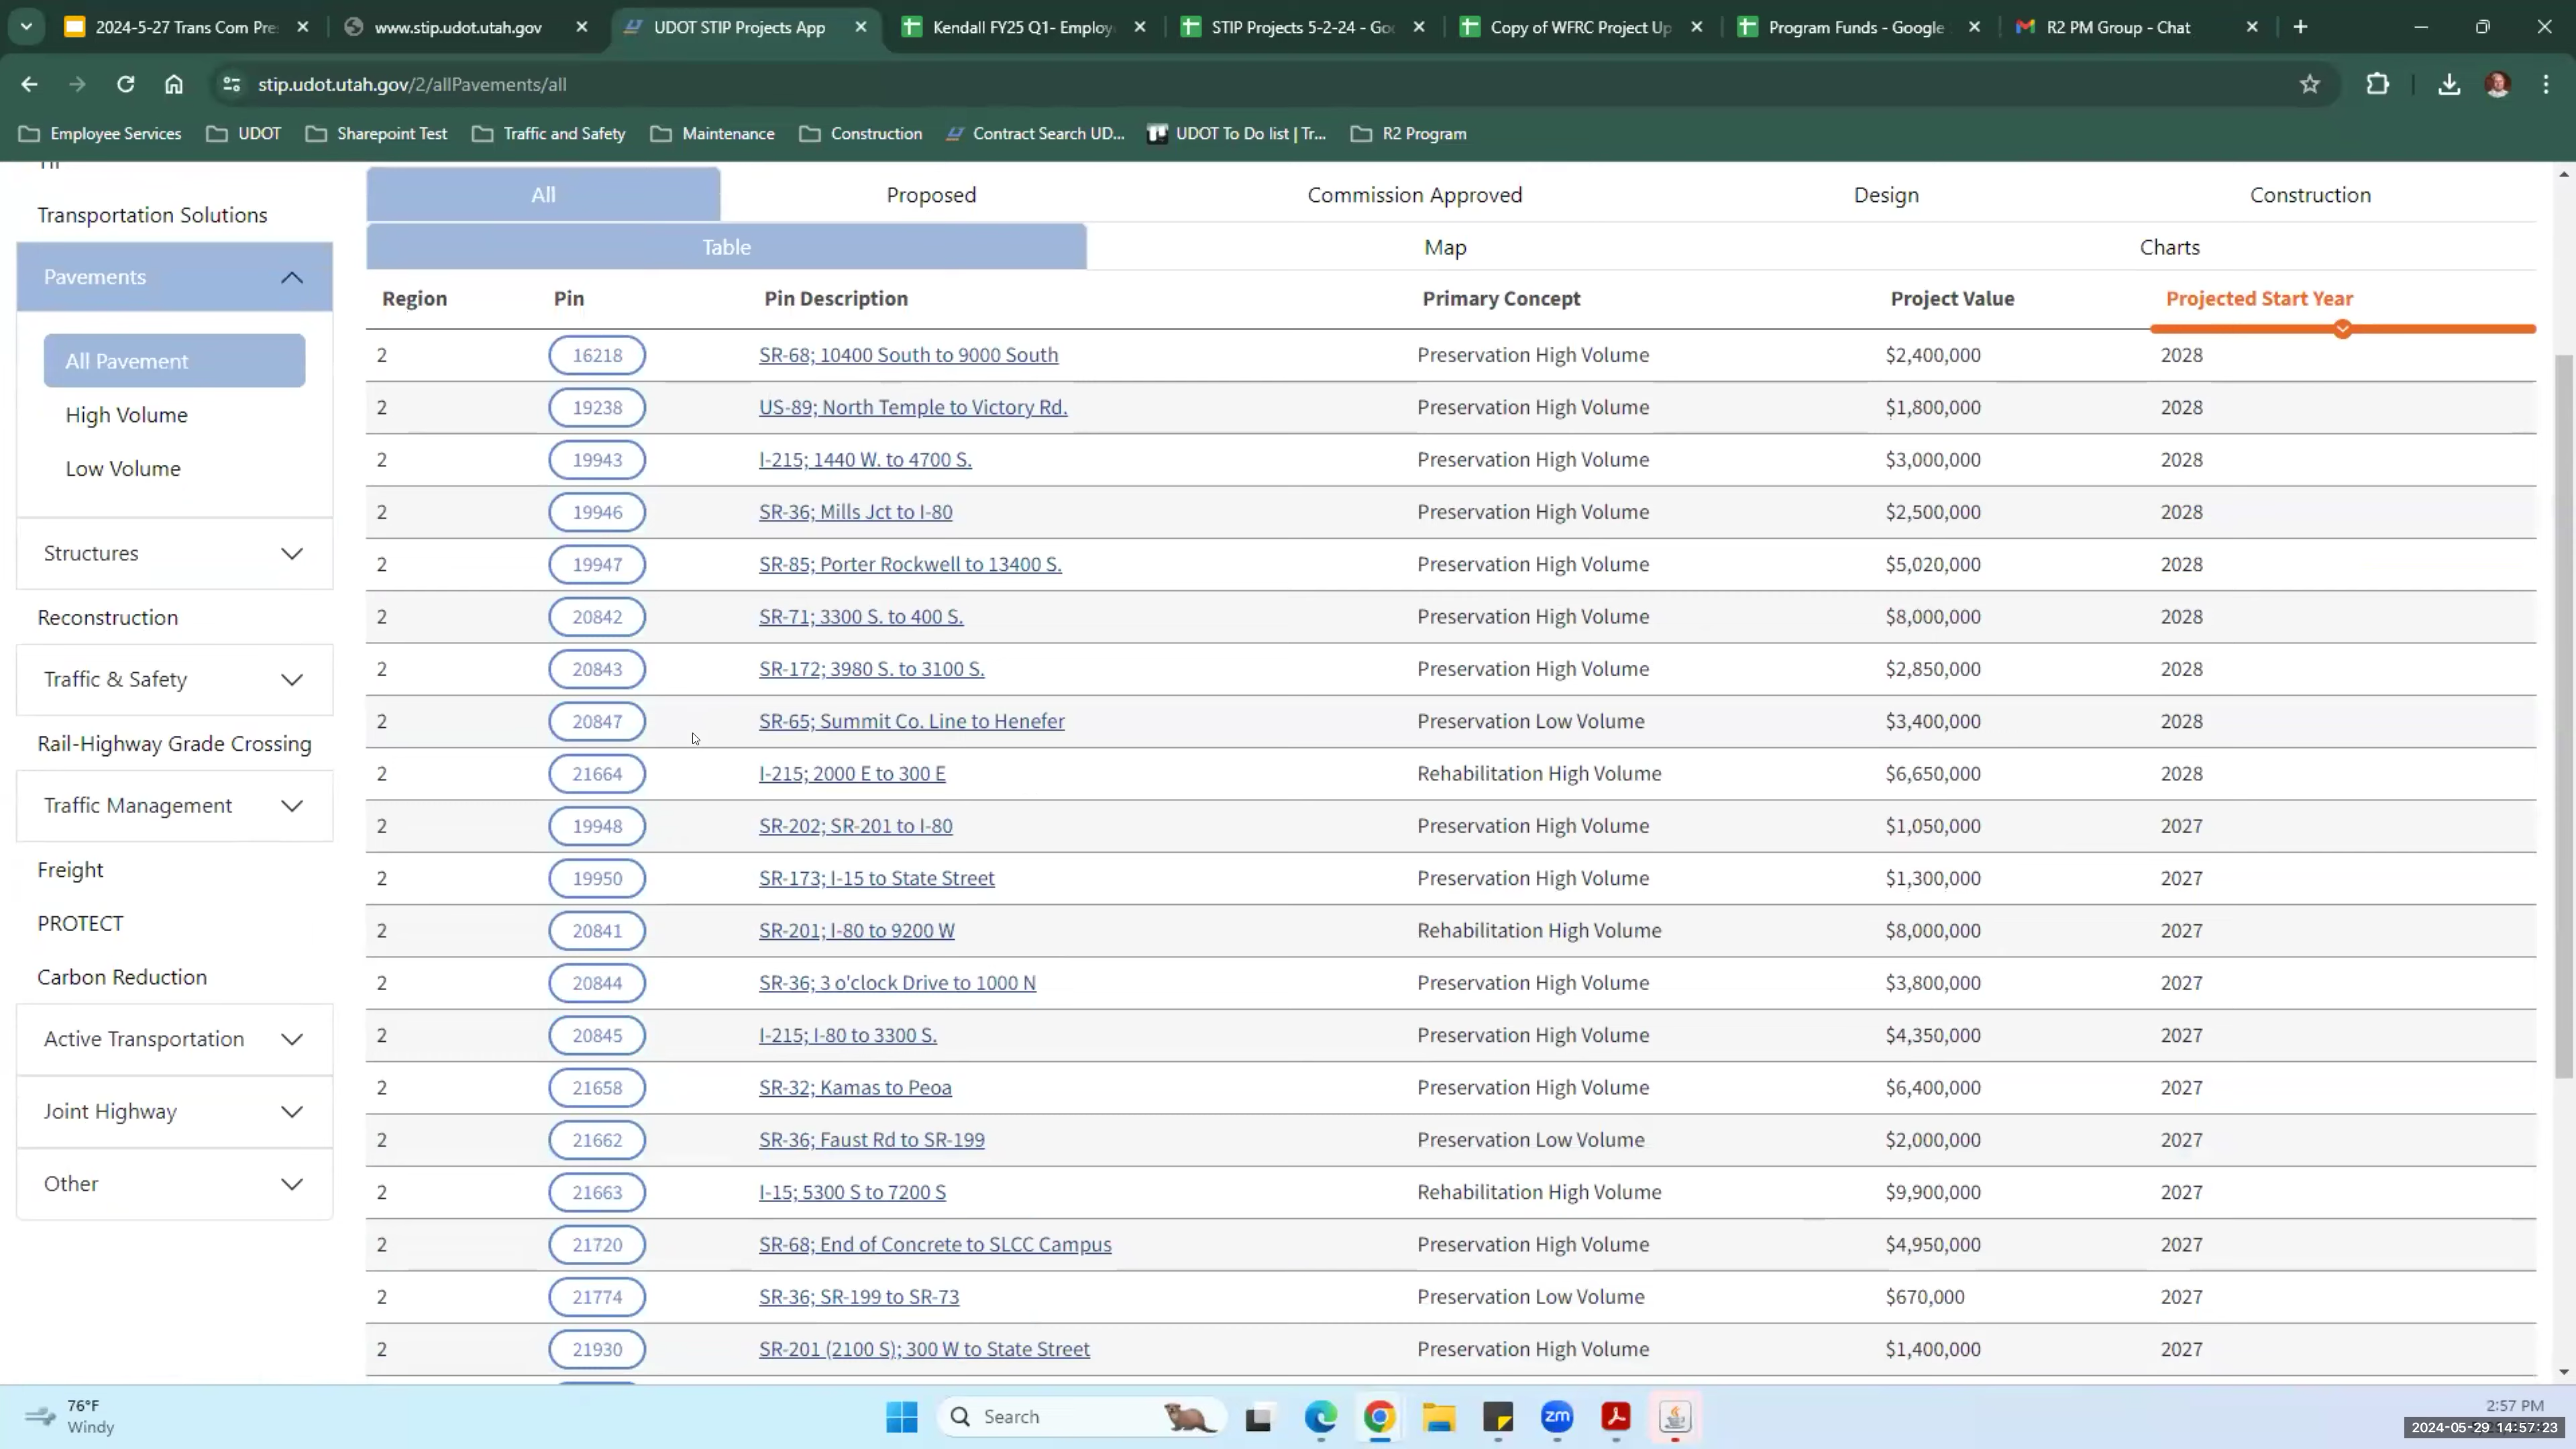 2024-5-27 Trans Com Pre
www.stip.udot.utah.gov
UDOT STIP Projects App
Kendall FY25 Q1- Employ
STIP Projects 5-2-24 - Go
Copy of WFRC Project Up
Program Funds - Google
R2 PM Group - Chat
stip.udot.utah.gov/2/allPavements/all
Employee Services
UDOT
Sharepoint Test
Traffic and Safety
Maintenance
Construction
Contract Search UD...
UDOT To Do list | Tr...
R2 Program
Transportation Solutions
Pavements
All Pavement
High Volume
Low Volume
Structures
Reconstruction
Traffic & Safety
Rail-Highway Grade Crossing
Traffic Management
Freight
PROTECT
Carbon Reduction
Active Transportation
Joint Highway
Other
All Proposed Commission Approved Design Construction
Table Map Charts
Region Pin Pin Description Primary Concept Project Value Projected Start Year
2 16218 SR-68; 10400 South to 9000 South Preservation High Volume $2,400,000 2028
2 19238 US-89; North Temple to Victory Rd. Preservation High Volume $1,800,000 2028
2 19943 I-215; 1440 W. to 4700 S. Preservation High Volume $3,000,000 2028
2 19946 SR-36; Mills Jct to I-80 Preservation High Volume $2,500,000 2028
2 19947 SR-85; Porter Rockwell to 13400 S. Preservation High Volume $5,020,000 2028
2 20842 SR-71; 3300 S. to 400 S. Preservation High Volume $8,000,000 2028
2 20843 SR-172; 3980 S. to 3100 S. Preservation High Volume $2,850,000 2028
2 20847 SR-65; Summit Co. Line to Henefer Preservation Low Volume $3,400,000 2028
2 21664 I-215; 2000 E to 300 E Rehabilitation High Volume $6,650,000 2028
2 19948 SR-202; SR-201 to I-80 Preservation High Volume $1,050,000 2027
2 19950 SR-173; I-15 to State Street Preservation High Volume $1,300,000 2027
2 20841 SR-201; I-80 to 9200 W Rehabilitation High Volume $8,000,000 2027
2 20844 SR-36; 3 o'clock Drive to 1000 N Preservation High Volume $3,800,000 2027
2 20845 I-215; I-80 to 3300 S. Preservation High Volume $4,350,000 2027
2 21658 SR-32; Kamas to Peoa Preservation High Volume $6,400,000 2027
2 21662 SR-36; Faust Rd to SR-199 Preservation Low Volume $2,000,000 2027
2 21663 I-15; 5300 S to 7200 S Rehabilitation High Volume $9,900,000 2027
2 21720 SR-68; End of Concrete to SLCC Campus Preservation High Volume $4,950,000 2027
2 21774 SR-36; SR-199 to SR-73 Preservation Low Volume $670,000 2027
2 21930 SR-201 (2100 S); 300 W to State Street Preservation High Volume $1,400,000 2027
76°F
Windy
Search
zm
2:57 PM
2024-05-29 14:57:23